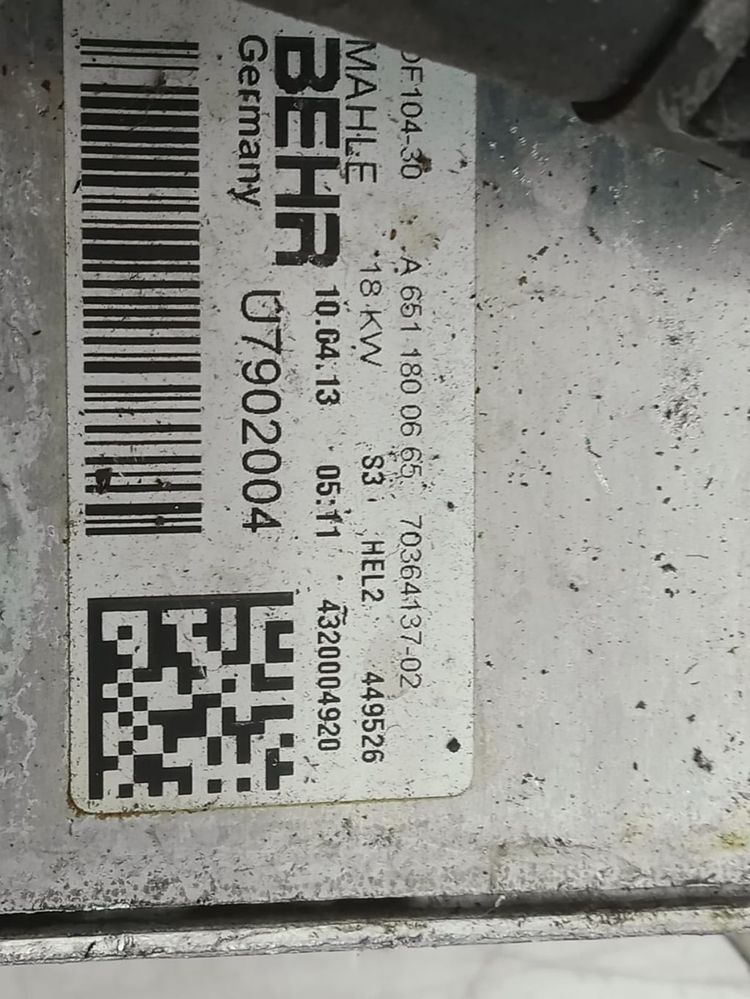 DF104-30 A 651 180 06 65 70364137-02
MAHLE 18 KW S3 HEL2 449526
BEHR 10.04.13 05:11 4320004920
Germany U7902004